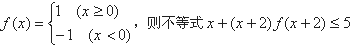 f(x)={1 (x≥0) -1 (x<0), 则不等式 x+(x+2)f(x+2)≤5